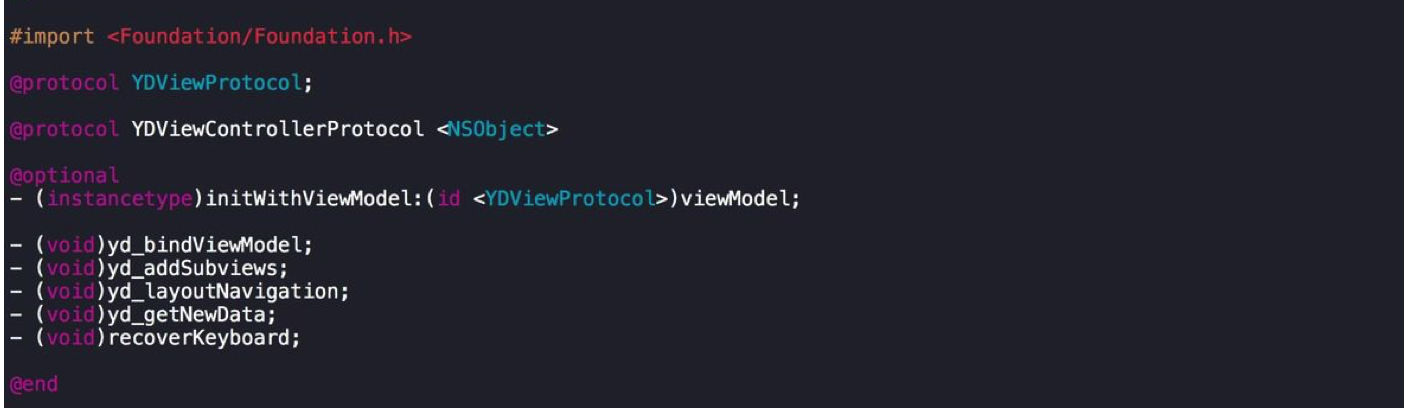 #import <Foundation/Foundation.h>
@protocol YDViewProtocol;
@protocol YDViewControllerProtocol <NSObject>
@optional
- (instancetype)initWithViewModel:(id <YDViewProtocol>)viewModel;
- (void)yd_bindViewModel;
- (void)yd_addSubviews;
- (void)yd_layoutNavigation;
- (void)yd_getNewData;
- (void)recoverKeyboard;
@end